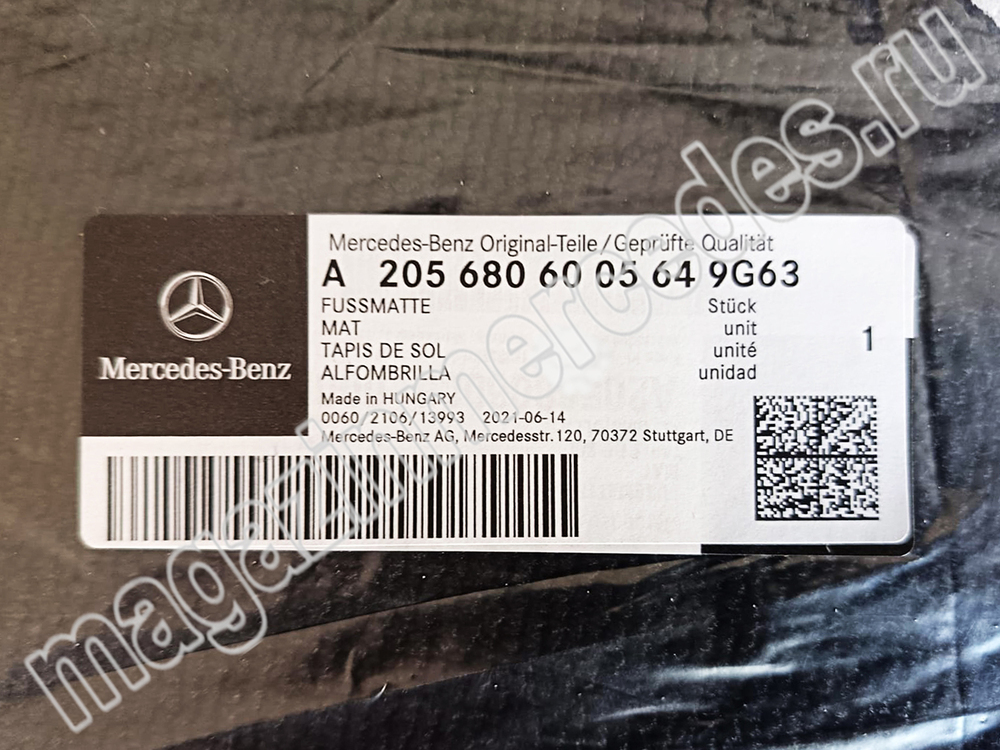 Mercedes-Benz Original-Teile/Geprüfte Qualität
A 205 680 60 05 64 9G63
FUSSMATTE Stück
MAT unit
TAPIS DE SOL unité
ALFOMBRILLA unidad
1
Mercedes-Benz
Made in HUNGARY
0060/2106/13993 2021-06-14
Mercedes-Benz AG, Mercedesstr.120, 70372 Stuttgart, DE
magazinmercedes.ru